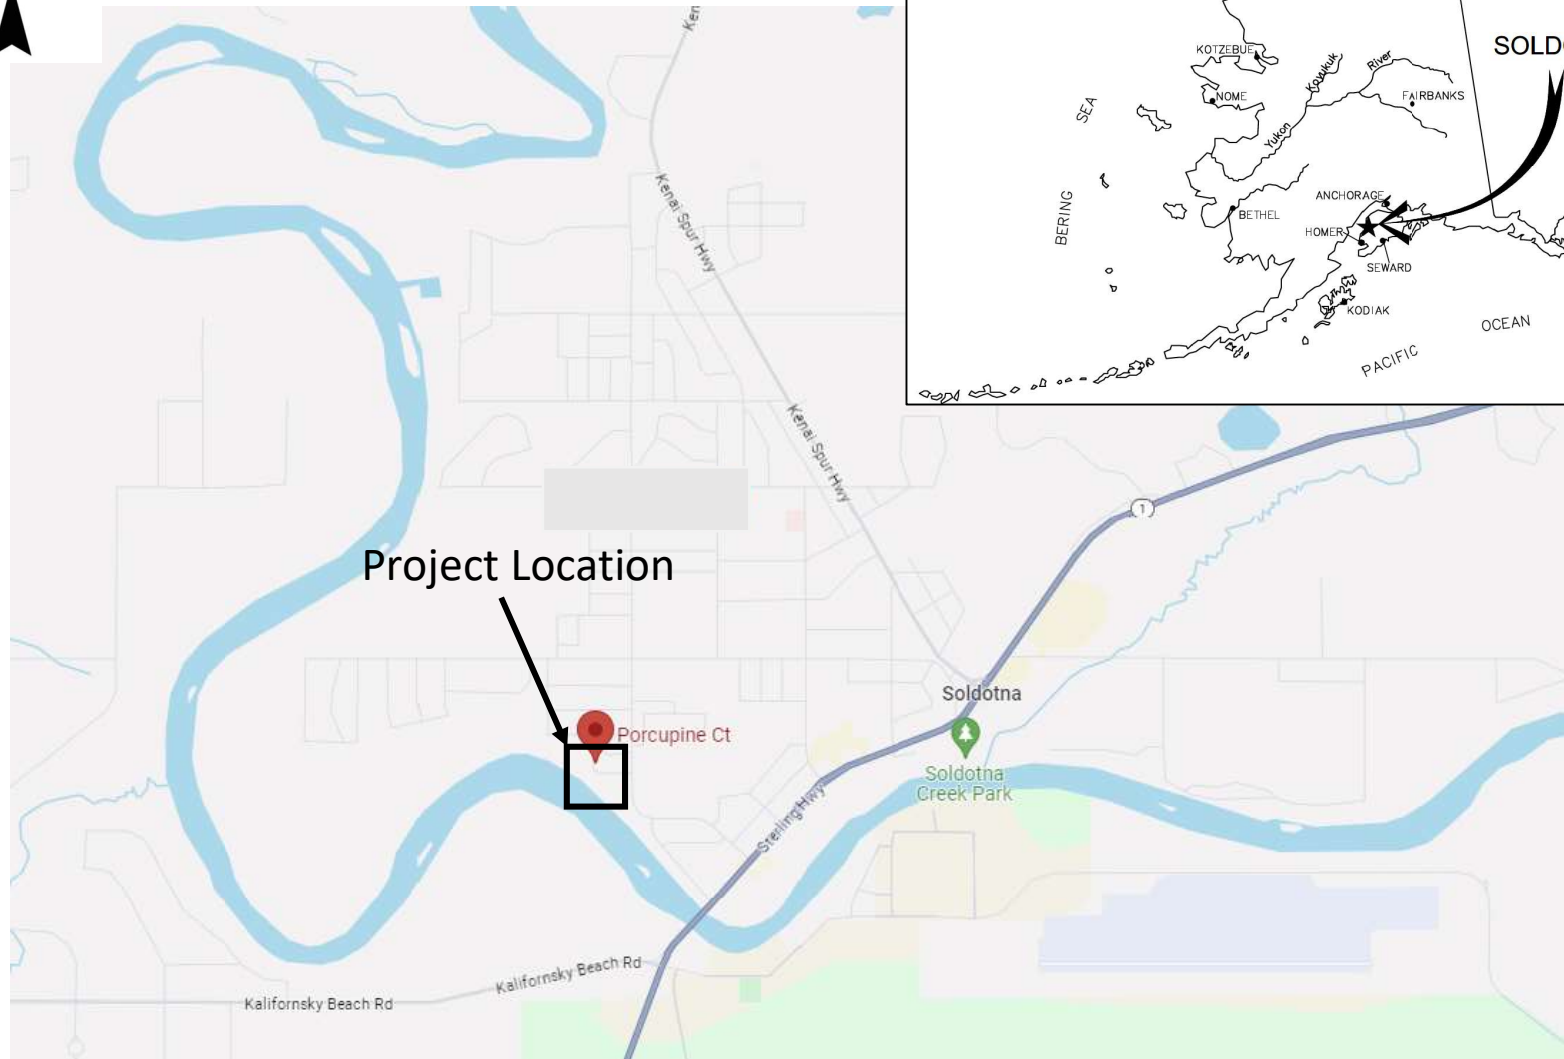 Ken
KOTZEBUE
SOLD
Koyukuk
River
NOME
FAIRBANKS
SEA
Yukon
Kenai Spur Hwy
ANCHORAGE
BERING
BETHEL
HOMER
SEWARD
KODIAK
OCEAN
PACIFIC
Kenai Spur Hwy
1
Project Location
Soldotna
Porcupine Ct
Soldotna
Creek Park
Sterling Hwy
Kalifornsky Beach Rd
Kalifornsky Beach Rd